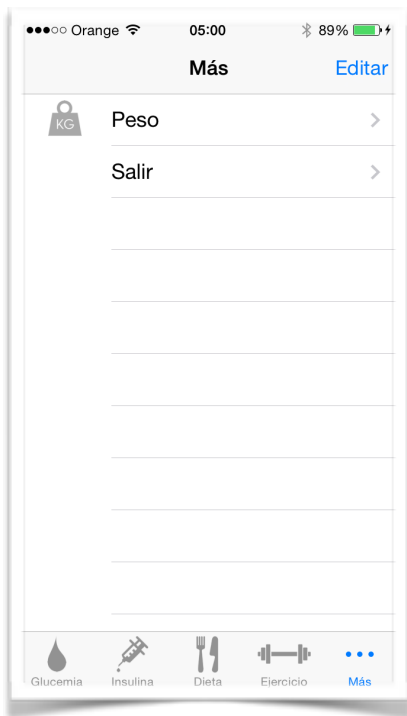 Orange 05:00 89%
Más Editar
KG Peso
Salir
Glucemia Insulina Dieta Ejercicio Más